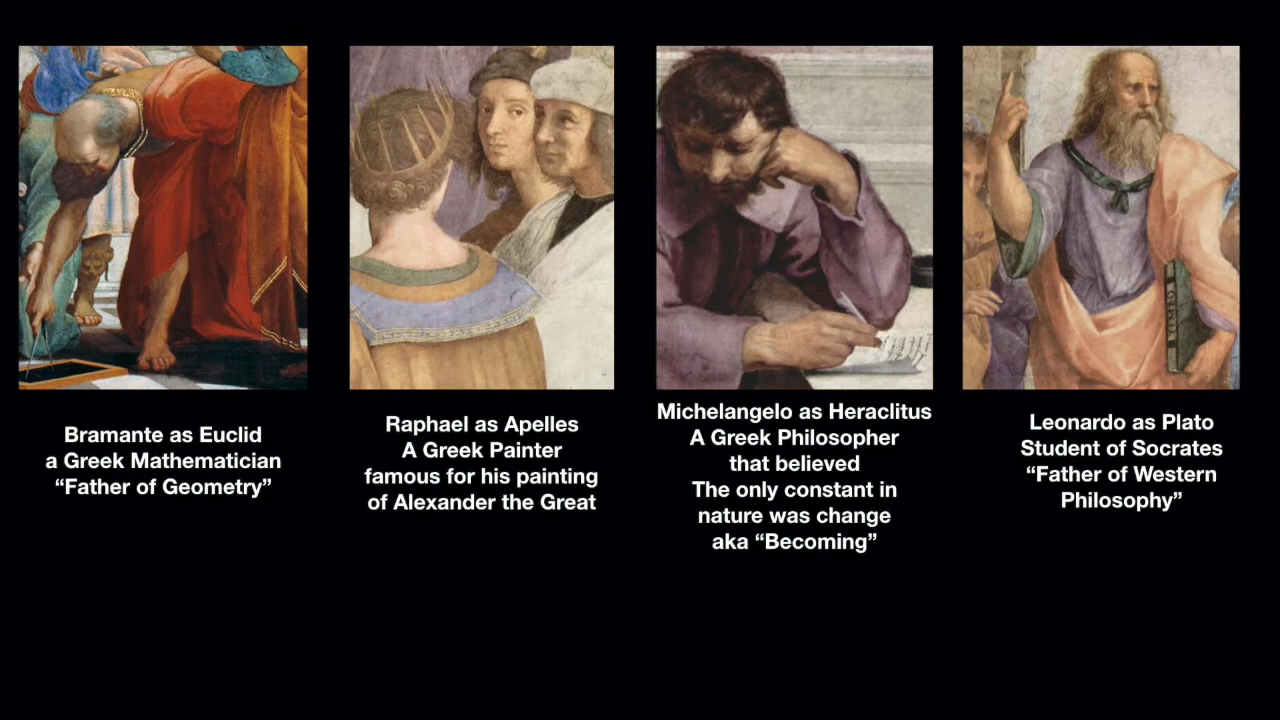 Bramante as Euclid
a Greek Mathematician
“Father of Geometry”
Raphael as Apelles
A Greek Painter
famous for his painting
of Alexander the Great
Michelangelo as Heraclitus
A Greek Philosopher
that believed
The only constant in
nature was change
aka “Becoming”
Leonardo as Plato
Student of Socrates
“Father of Western
Philosophy”